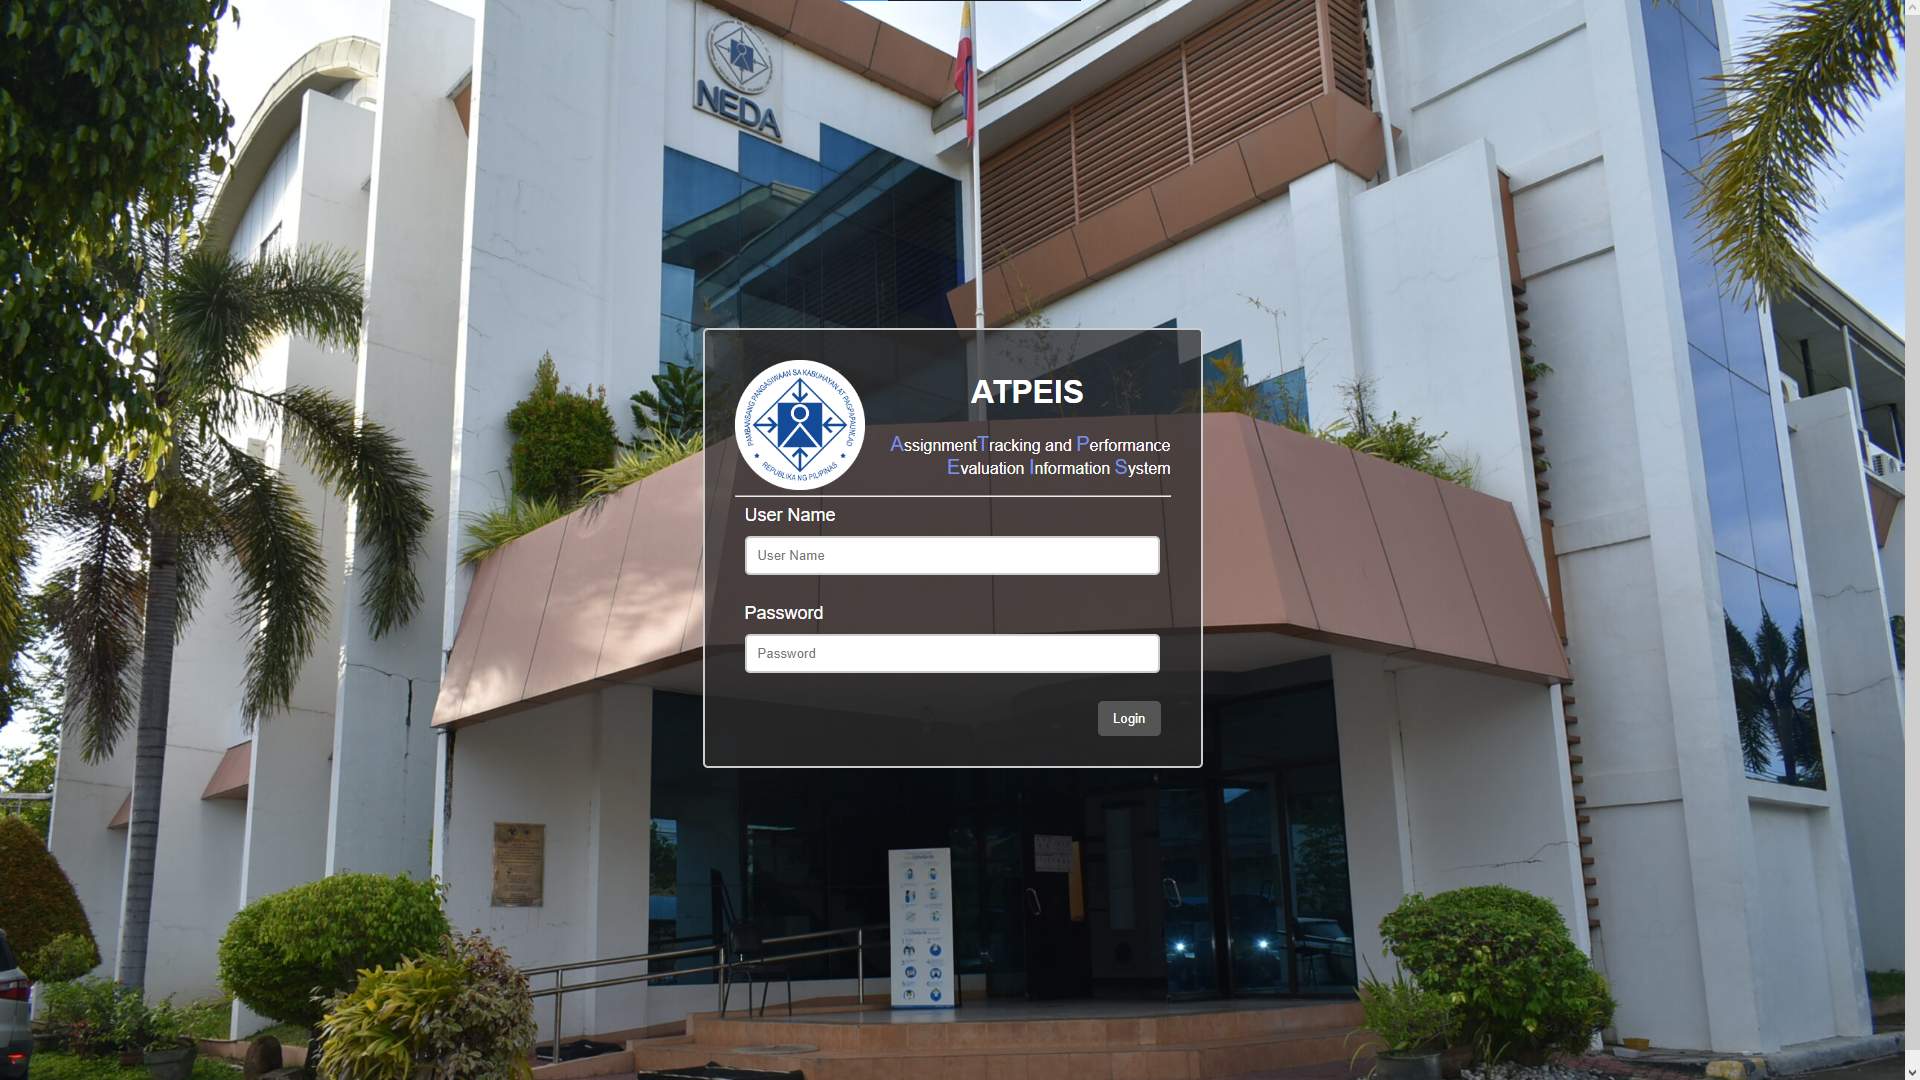 NEDA
PAMBANSANG PANGASIWAAN SA KABUHAYAN AT PAGPAPAUNLAD
REPUBLIKA NG PILIPINAS
ATPEIS
AssignmentTracking and Performance
Evaluation Information System
User Name
User Name
Password
Password
Login